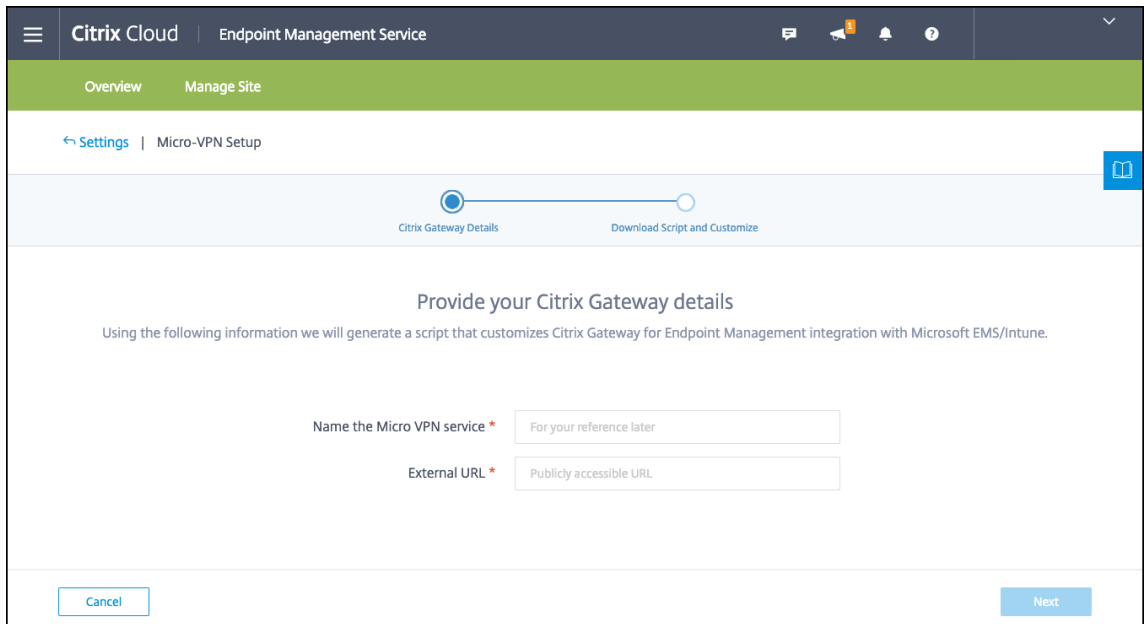 Citrix Cloud | Endpoint Management Service 1 ?
Overview Manage Site
Settings | Micro-VPN Setup
Citrix Gateway Details Download Script and Customize
Provide your Citrix Gateway details
Using the following information we will generate a script that customizes Citrix Gateway for Endpoint Management integration with Microsoft EMS/Intune.
Name the Micro VPN service * For your reference later
External URL * Publicly accessible URL
Cancel Next